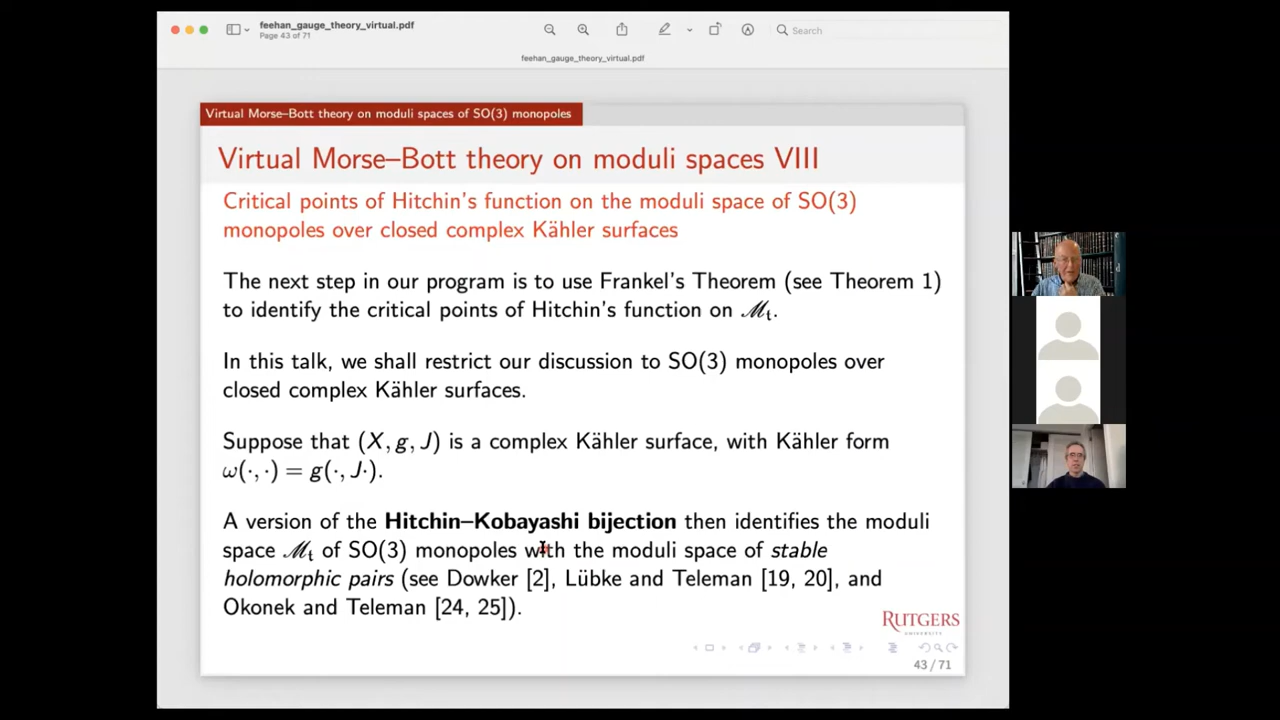 feehan_gauge_theory_virtual.pdf
Page 43 of 71
Search
feehan_gauge_theory_virtual.pdf
Virtual Morse–Bott theory on moduli spaces of SO(3) monopoles
Virtual Morse–Bott theory on moduli spaces VIII
Critical points of Hitchin's function on the moduli space of SO(3)
monopoles over closed complex Kähler surfaces
The next step in our program is to use Frankel's Theorem (see Theorem 1)
to identify the critical points of Hitchin's function on ℳ_𝔱.
In this talk, we shall restrict our discussion to SO(3) monopoles over
closed complex Kähler surfaces.
Suppose that (X, g, J) is a complex Kähler surface, with Kähler form
ω(·, ·) = g(·, J·).
A version of the Hitchin–Kobayashi bijection then identifies the moduli
space ℳ_𝔱 of SO(3) monopoles with the moduli space of stable
holomorphic pairs (see Dowker [2], Lübke and Teleman [19, 20], and
Okonek and Teleman [24, 25]).
RUTGERS
UNIVERSITY
43 / 71